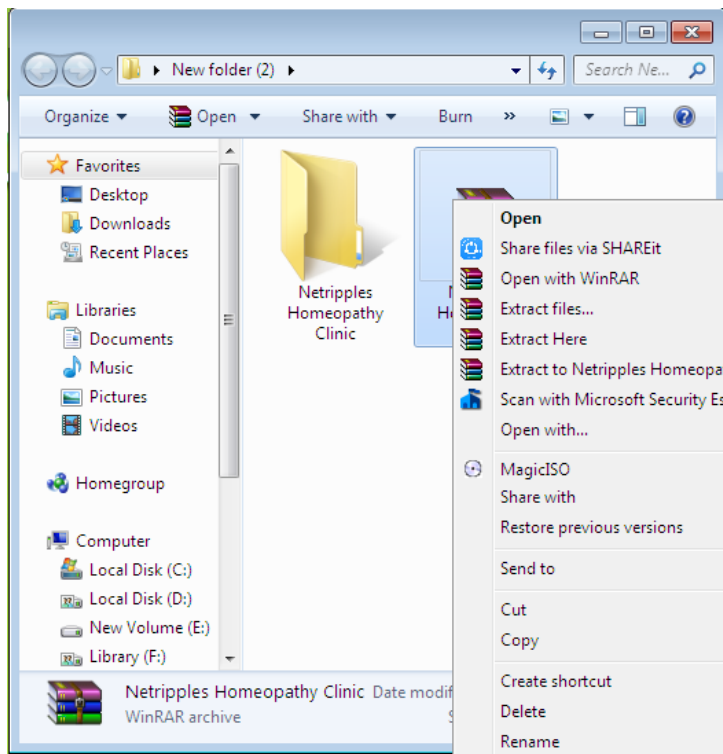 New folder (2)
Search Ne...
Organize
Open
Share with
Burn
»
Favorites
Desktop
Downloads
Recent Places
Libraries
Documents
Music
Pictures
Videos
Homegroup
Computer
Local Disk (C:)
Local Disk (D:)
New Volume (E:)
Library (F:)
Netripples
Homeopathy
Clinic
Open
Share files via SHAREit
Open with WinRAR
Extract files...
Extract Here
Extract to Netripples Homeopa
Scan with Microsoft Security Es
Open with...
MagicISO
Share with
Restore previous versions
Send to
Cut
Copy
Create shortcut
Delete
Rename
Netripples Homeopathy Clinic Date modif
WinRAR archive